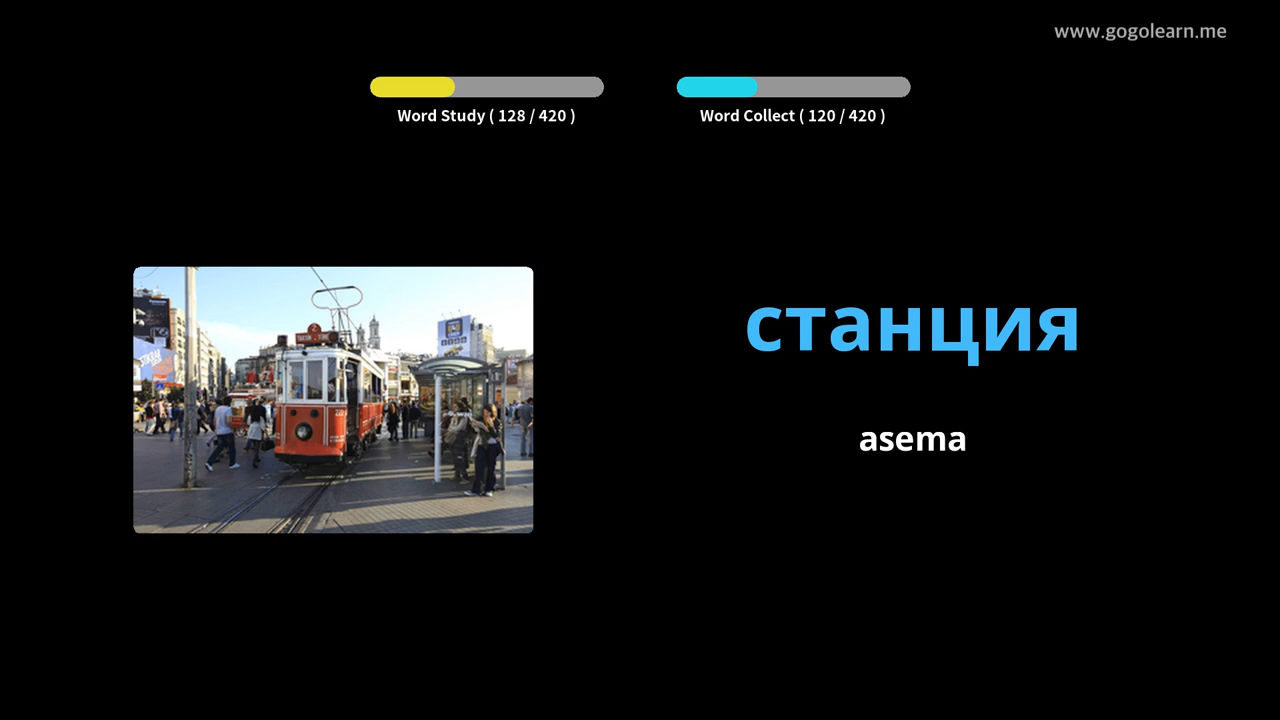 www.gogolearn.me
Word Study ( 128 / 420 )
Word Collect ( 120 / 420 )
станция
asema